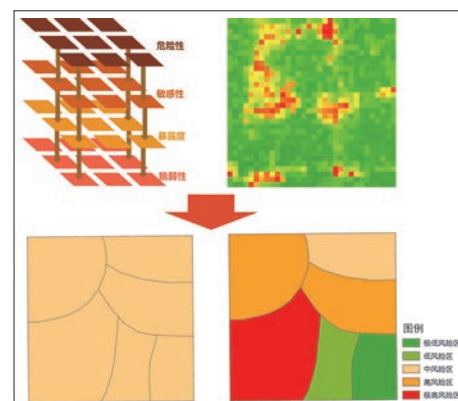 危险性
敏感性
暴露度
脆弱性
图例
极低风险区
低风险区
中风险区
高风险区
极高风险区